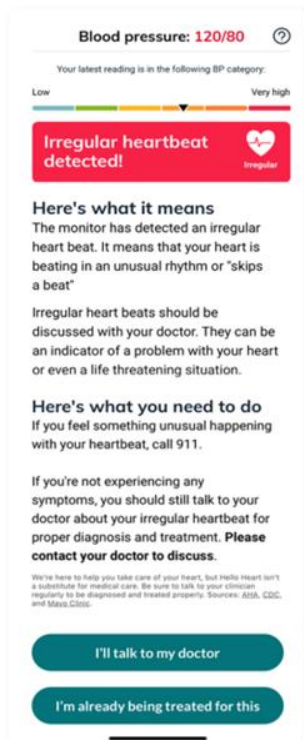 Blood pressure: 120/80 ?
Your latest reading is in the following BP category:
Low Very high
Irregular heartbeat
detected!
Irregular
Here's what it means
The monitor has detected an irregular
heart beat. It means that your heart is
beating in an unusual rhythm or "skips
a beat"
Irregular heart beats should be
discussed with your doctor. They can be
an indicator of a problem with your heart
or even a life threatening situation.
Here's what you need to do
If you feel something unusual happening
with your heartbeat, call 911.
If you're not experiencing any
symptoms, you should still talk to your
doctor about your irregular heartbeat for
proper diagnosis and treatment. Please
contact your doctor to discuss.
We're here to help you take care of your heart, but Hello Heart isn't
a substitute for medical care. Be sure to talk to your clinician
regularly to be diagnosed and treated properly. Sources: AHA, CDC,
and Mayo Clinic.
I'll talk to my doctor
I'm already being treated for this